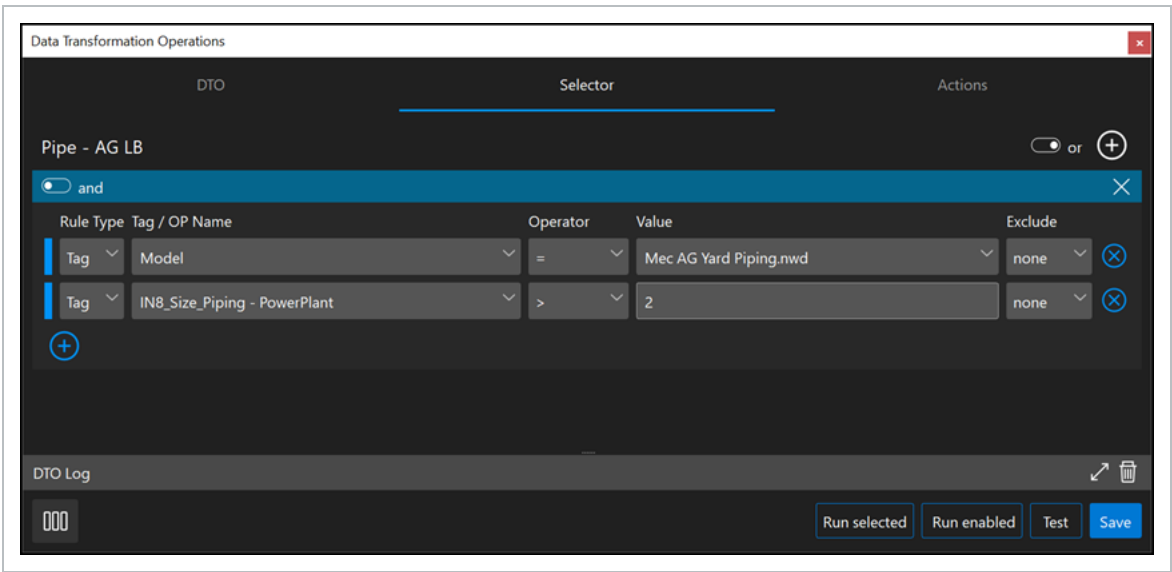 Data Transformation Operations
DTO Selector Actions
Pipe - AG LB or
and
Rule Type Tag / OP Name Operator Value Exclude
Tag Model = Mec AG Yard Piping.nwd none
Tag IN8_Size_Piping - PowerPlant > 2 none
DTO Log
Run selected Run enabled Test Save